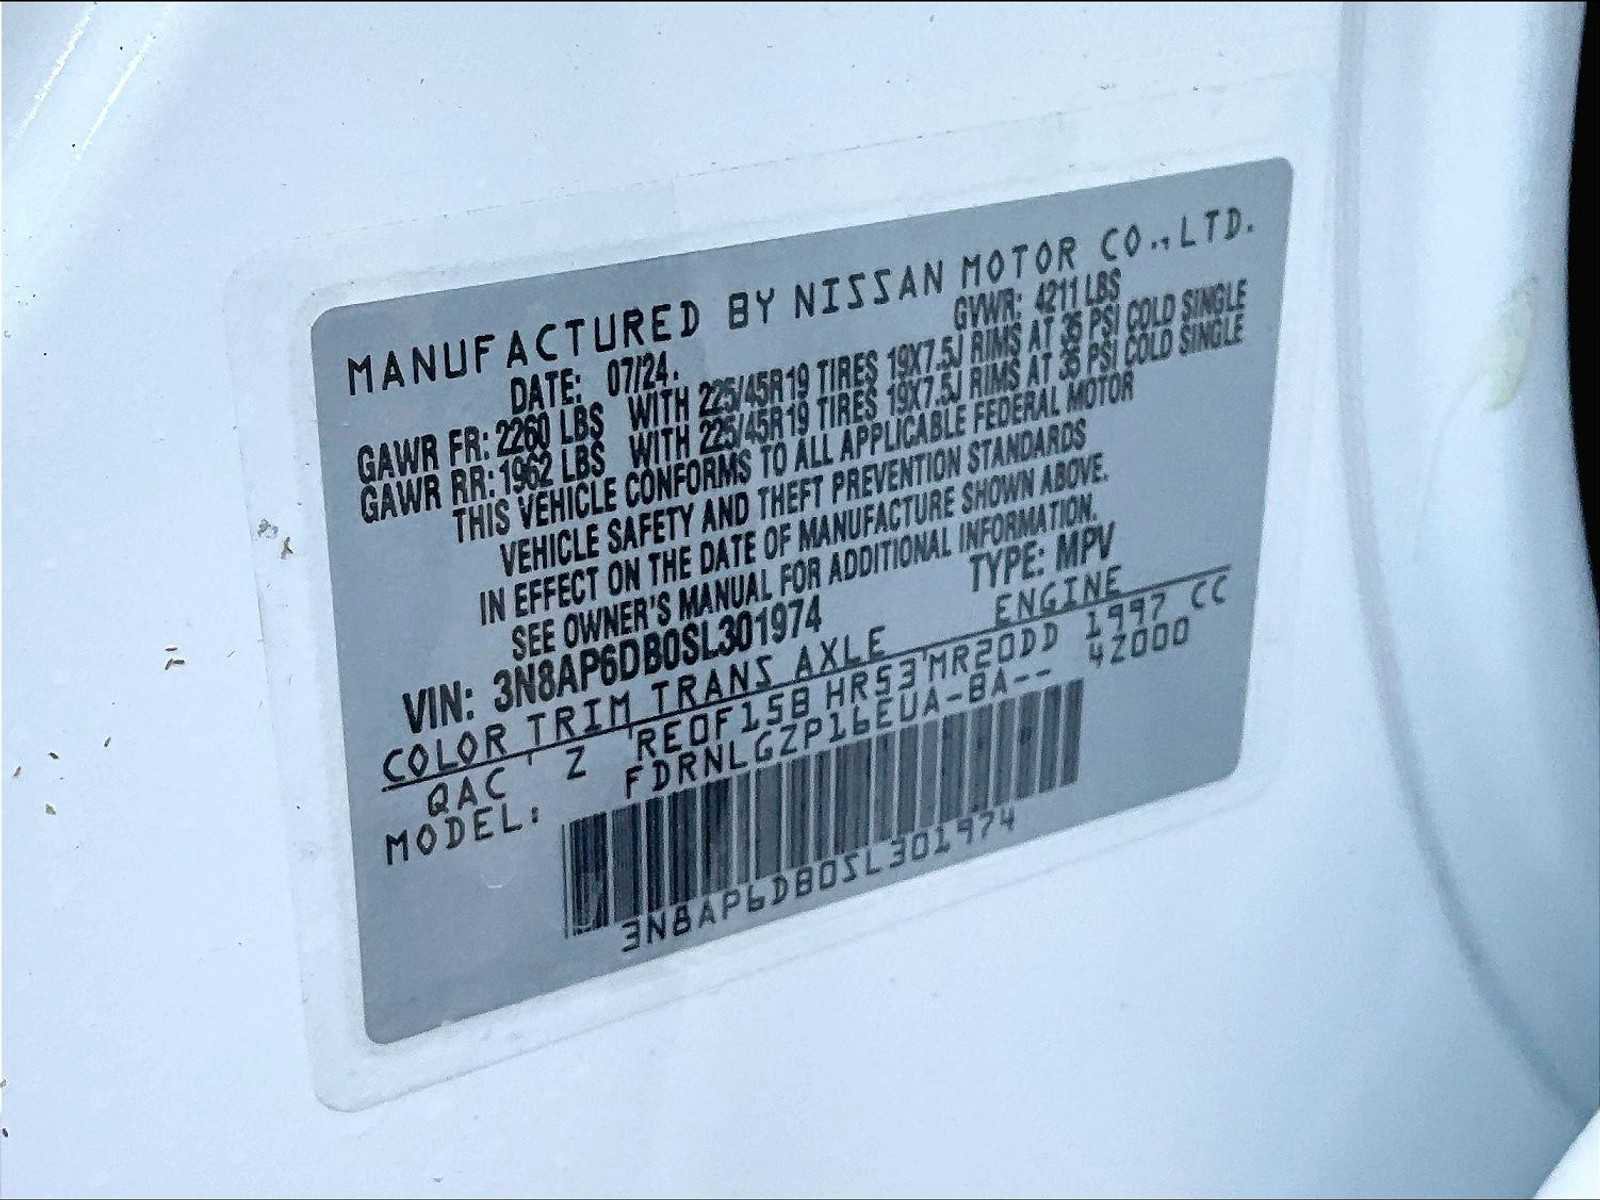 MANUFACTURED BY NISSAN MOTOR CO.,LTD.
DATE: 07/24. GVWR: 4211 LBS
GAWR FR: 2260 LBS WITH 225/45R19 TIRES 19X7.5J RIMS AT 35 PSI COLD SINGLE
GAWR RR: 1962 LBS WITH 225/45R19 TIRES 19X7.5J RIMS AT 35 PSI COLD SINGLE
THIS VEHICLE CONFORMS TO ALL APPLICABLE FEDERAL MOTOR
VEHICLE SAFETY AND THEFT PREVENTION STANDARDS
IN EFFECT ON THE DATE OF MANUFACTURE SHOWN ABOVE.
SEE OWNER'S MANUAL FOR ADDITIONAL INFORMATION.
VIN: 3N8AP6DB0SL301974 TYPE: MPV
COLOR TRIM TRANS AXLE ENGINE
QAC Z RE0F15B HR53 MR20DD 1997 CC
MODEL: FDRNLGZP16EUA-BA-- 4Z000
3N8AP6DB0SL301974